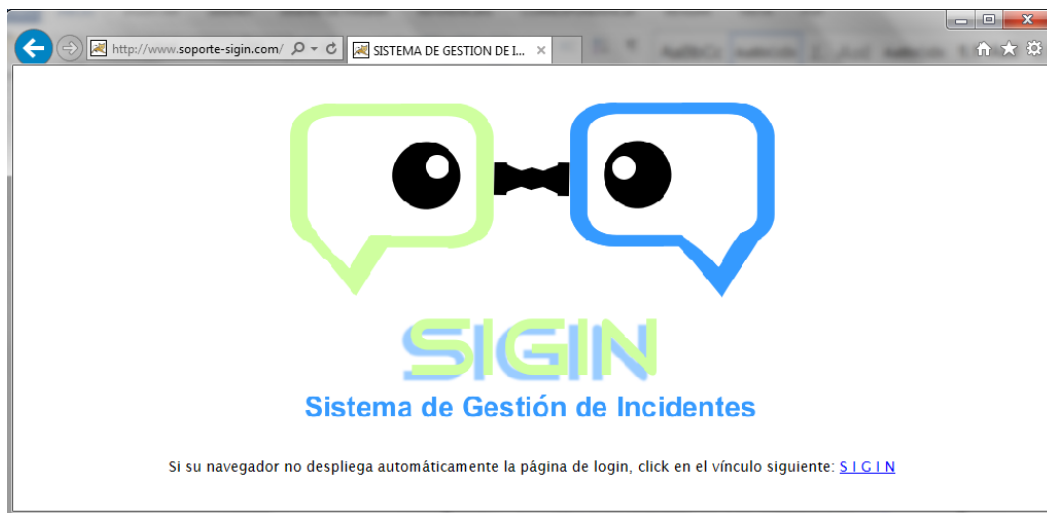 http://www.soporte-sigin.com/
SISTEMA DE GESTION DE I...
SIGIN
Sistema de Gestión de Incidentes
Si su navegador no despliega automáticamente la página de login, click en el vínculo siguiente: S I G I N